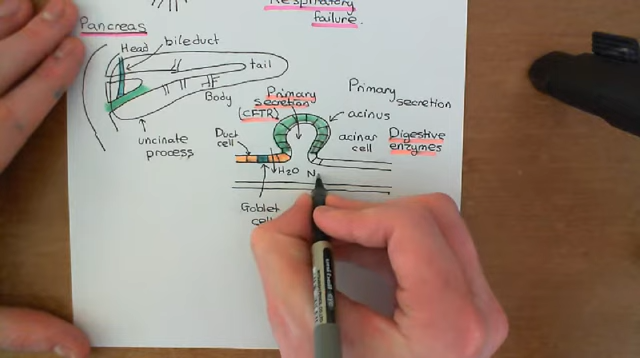 Respiratory
failure.
Pancreas
Head
bileduct
tail
Body
uncinate
process
Primary
secretion
Primary
secretion
(CFTR)
acinus
acinar
cell
Digestive
enzymes
Duct
cell
H2O
N
Goblet
cell